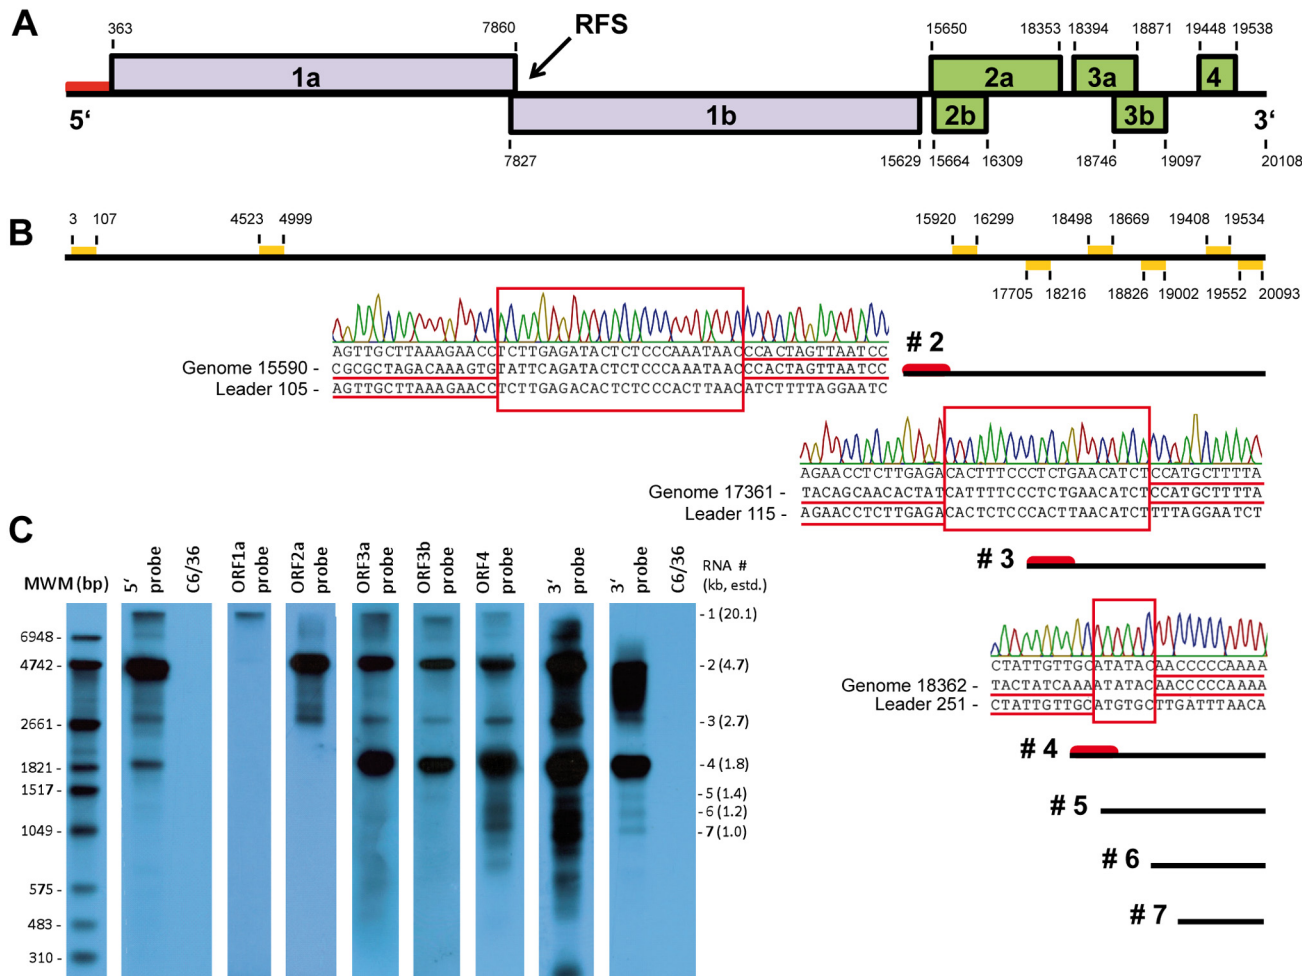 A
363
7860
RFS
15650
18353
18394
18871
19448
19538
1a
2a
3a
4
5‘
1b
2b
3b
3‘
7827
15629
15664
16309
18746
19097
20108
B
3
107
4523
4999
15920
16299
18498
18669
19408
19534
17705
18216
18826
19002
19552
20093
AGTTGCTTAAAGAACCTCTTGAGATACTCTCCCAAATAACCCACTAGTTAATCC
Genome 15590 - CGCGCTAGACAAAGTGTATTCAGATACTCTCCCAAATAACCCACTAGTTAATCC
Leader 105 - AGTTGCTTAAAGAACCTCTTGAGACACTCTCCCACTTAACATCTTTTAGGAATC
# 2
AGAACCTCTTGAGACACTTTCCCTCTGAACATCTCCATGCTTTTA
Genome 17361 - TACAGCAACACTATCATTTTCCCTCTGAACATCTCCATGCTTTTA
Leader 115 - AGAACCTCTTGAGACACTCTCCCACTTAACATCTTTTAGGAATCT
# 3
CTATTGTTGCATATACAACCCCCAAAA
Genome 18362 - TACTATCAAAATATACAACCCCCAAAA
Leader 251 - CTATTGTTGCATGTGCTTGATTTAACA
# 4
# 5
# 6
# 7
C
MWM (bp)
5‘ probe
C6/36
ORF1a probe
ORF2a probe
ORF3a probe
ORF3b probe
ORF4 probe
3‘ probe
3‘ probe
C6/36
RNA #
(kb, estd.)
6948 -
4742 -
2661 -
1821 -
1517 -
1049 -
575 -
483 -
310 -
- 1 (20.1)
- 2 (4.7)
- 3 (2.7)
- 4 (1.8)
- 5 (1.4)
- 6 (1.2)
- 7 (1.0)